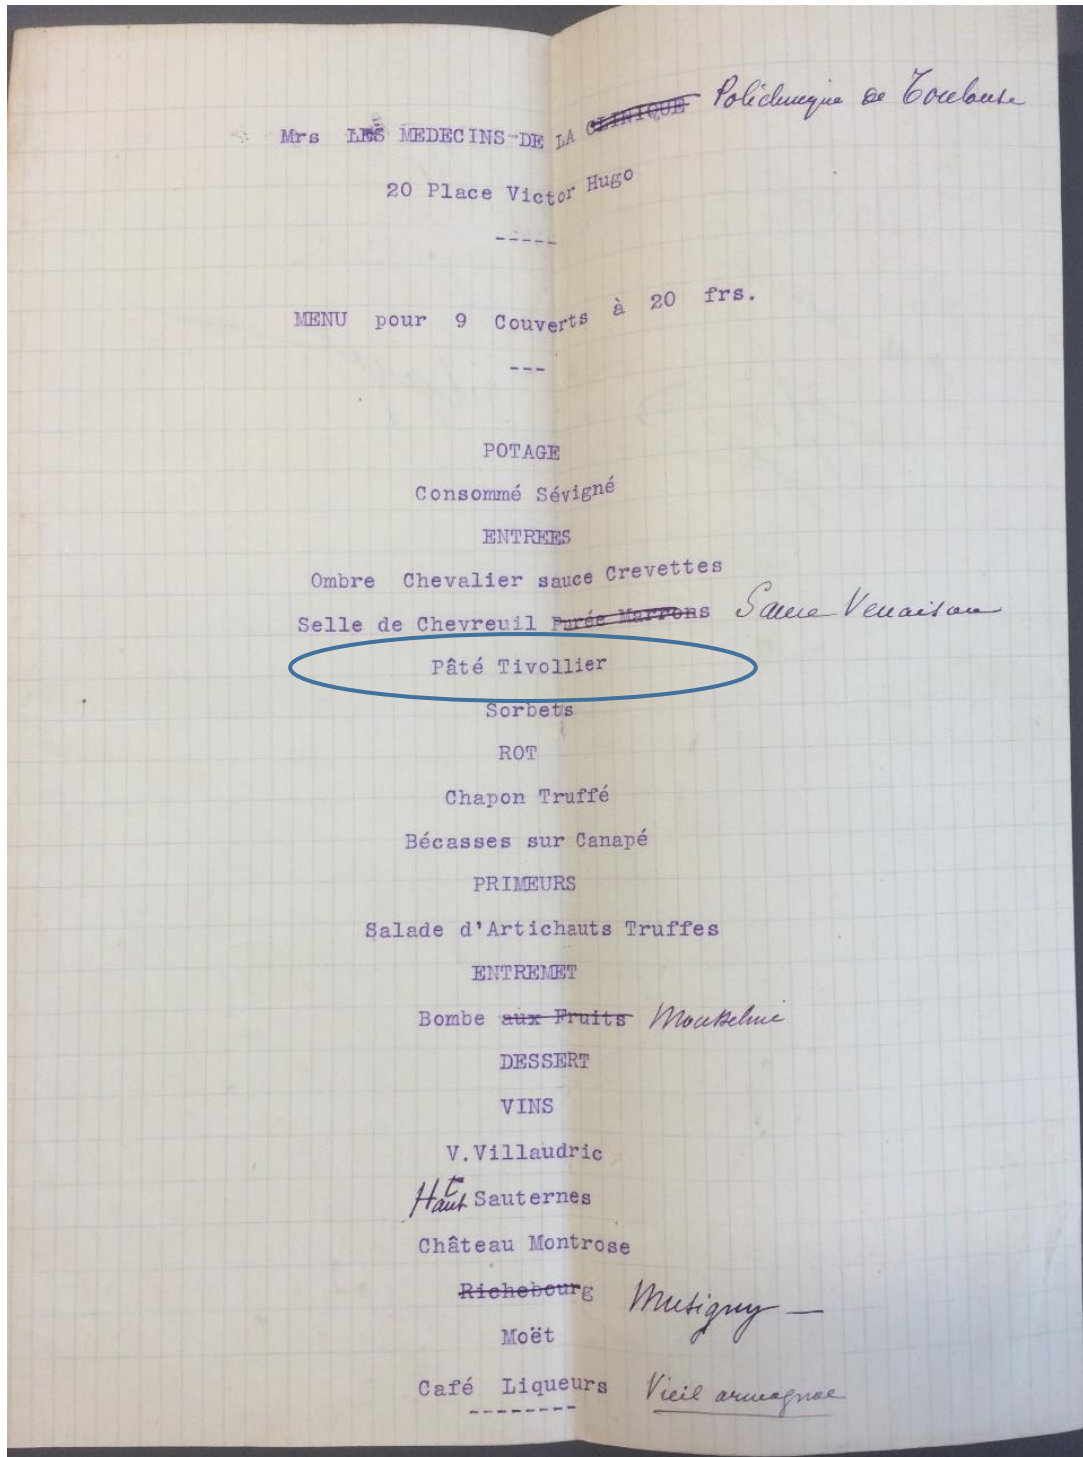 Mrs LES MEDECINS DE LA CLINIQUE Policlinique de Toulouse
20 Place Victor Hugo
-----
MENU pour 9 Couverts à 20 frs.
---
POTAGE
Consommé Sévigné
ENTREES
Ombre Chevalier sauce Crevettes
Selle de Chevreuil Purée Marrons Sauce Venaison
Pâté Tivollier
Sorbets
ROT
Chapon Truffé
Bécasses sur Canapé
PRIMEURS
Salade d'Artichauts Truffes
ENTREMET
Bombe aux Fruits Mousseline
DESSERT
VINS
V.Villaudric
Haut Sauternes
Château Montrose
Richebourg Musigny —
Moët
Café Liqueurs Vieil armagnac
--------